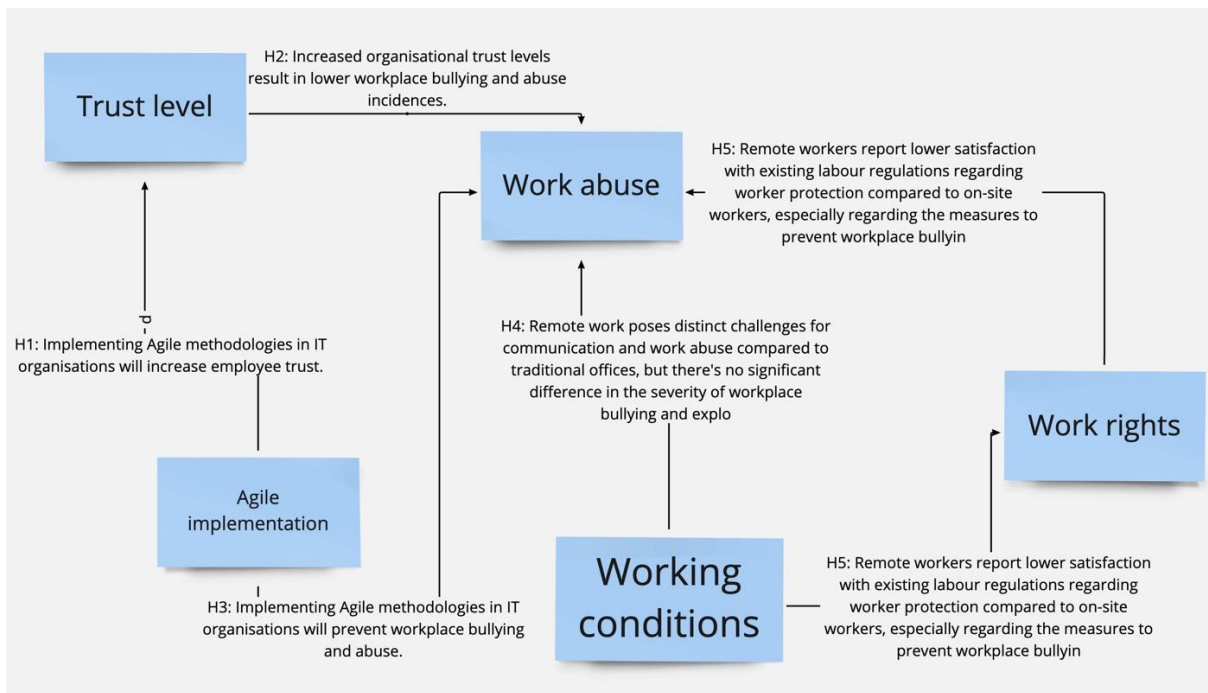 H2: Increased organisational trust levels
result in lower workplace bullying and abuse
incidences.
Trust level
H5: Remote workers report lower satisfaction
with existing labour regulations regarding
worker protection compared to on-site
workers, especially regarding the measures to
prevent workplace bullyin
Work abuse
H4: Remote work poses distinct challenges for
communication and work abuse compared to
traditional offices, but there's no significant
difference in the severity of workplace
bullying and explo
H1: Implementing Agile methodologies in IT
organisations will increase employee trust.
Work rights
Agile
implementation
Working
conditions
H5: Remote workers report lower satisfaction
with existing labour regulations regarding
worker protection compared to on-site
workers, especially regarding the measures to
prevent workplace bullyin
H3: Implementing Agile methodologies in IT
organisations will prevent workplace bullying
and abuse.